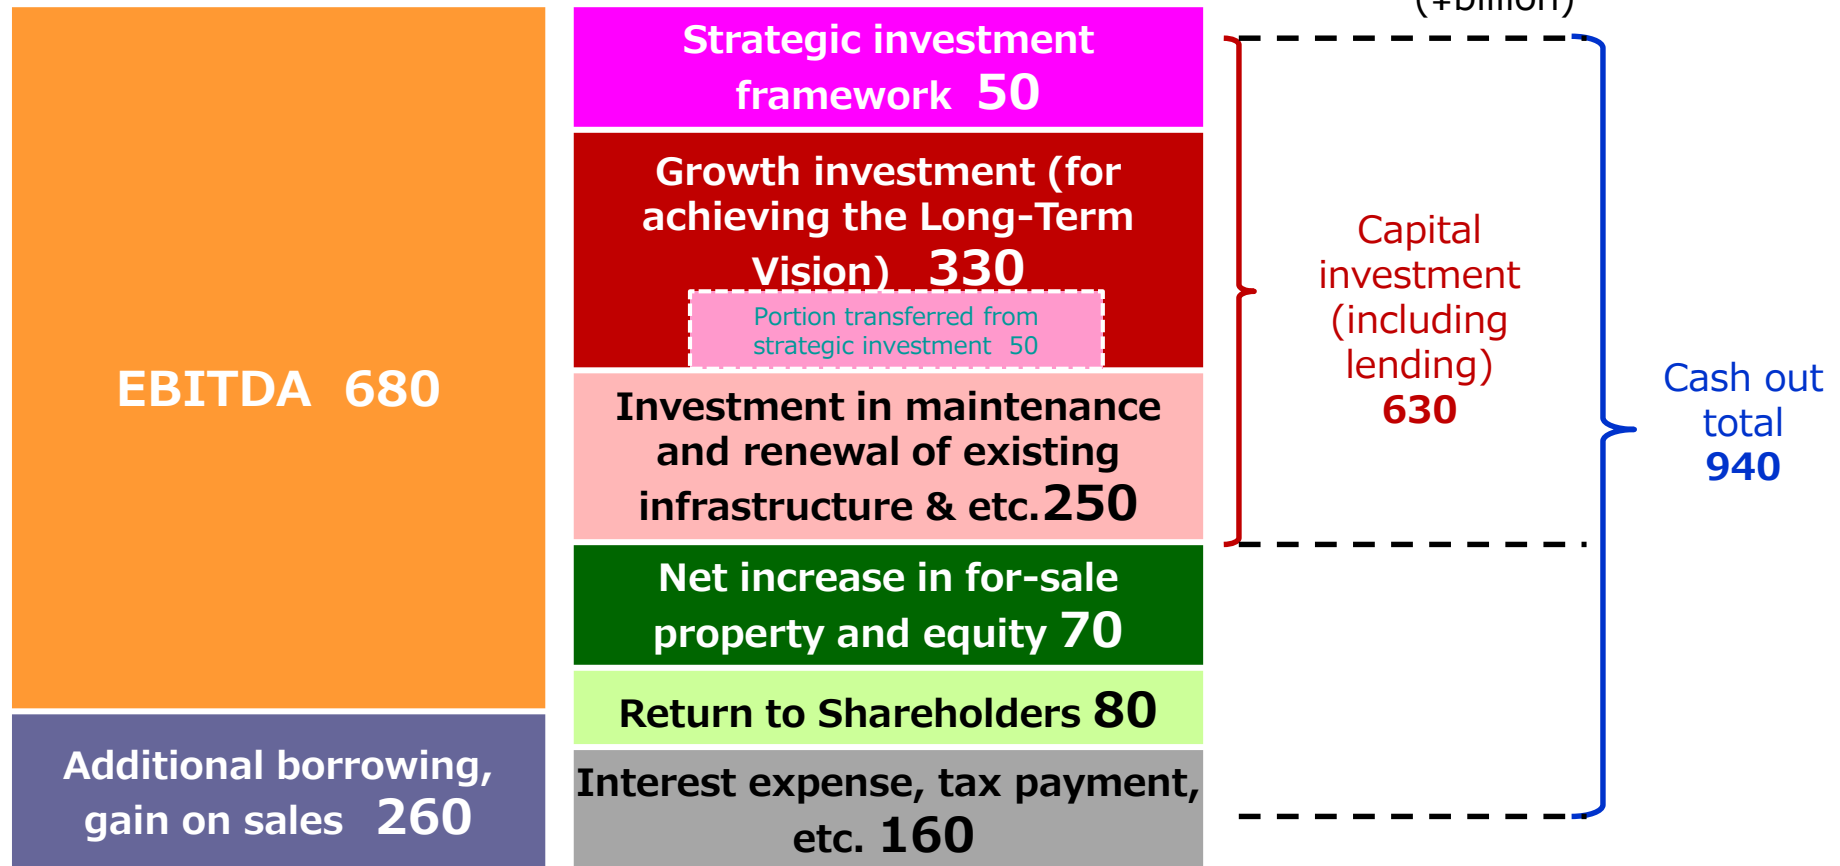 (¥billion)
EBITDA 680
Additional borrowing,
gain on sales 260
Strategic investment
framework 50
Growth investment (for
achieving the Long-Term
Vision) 330
Portion transferred from
strategic investment 50
Investment in maintenance
and renewal of existing
infrastructure & etc.250
Net increase in for-sale
property and equity 70
Return to Shareholders 80
Interest expense, tax payment,
etc. 160
Capital
investment
(including
lending)
630
Cash out
total
940